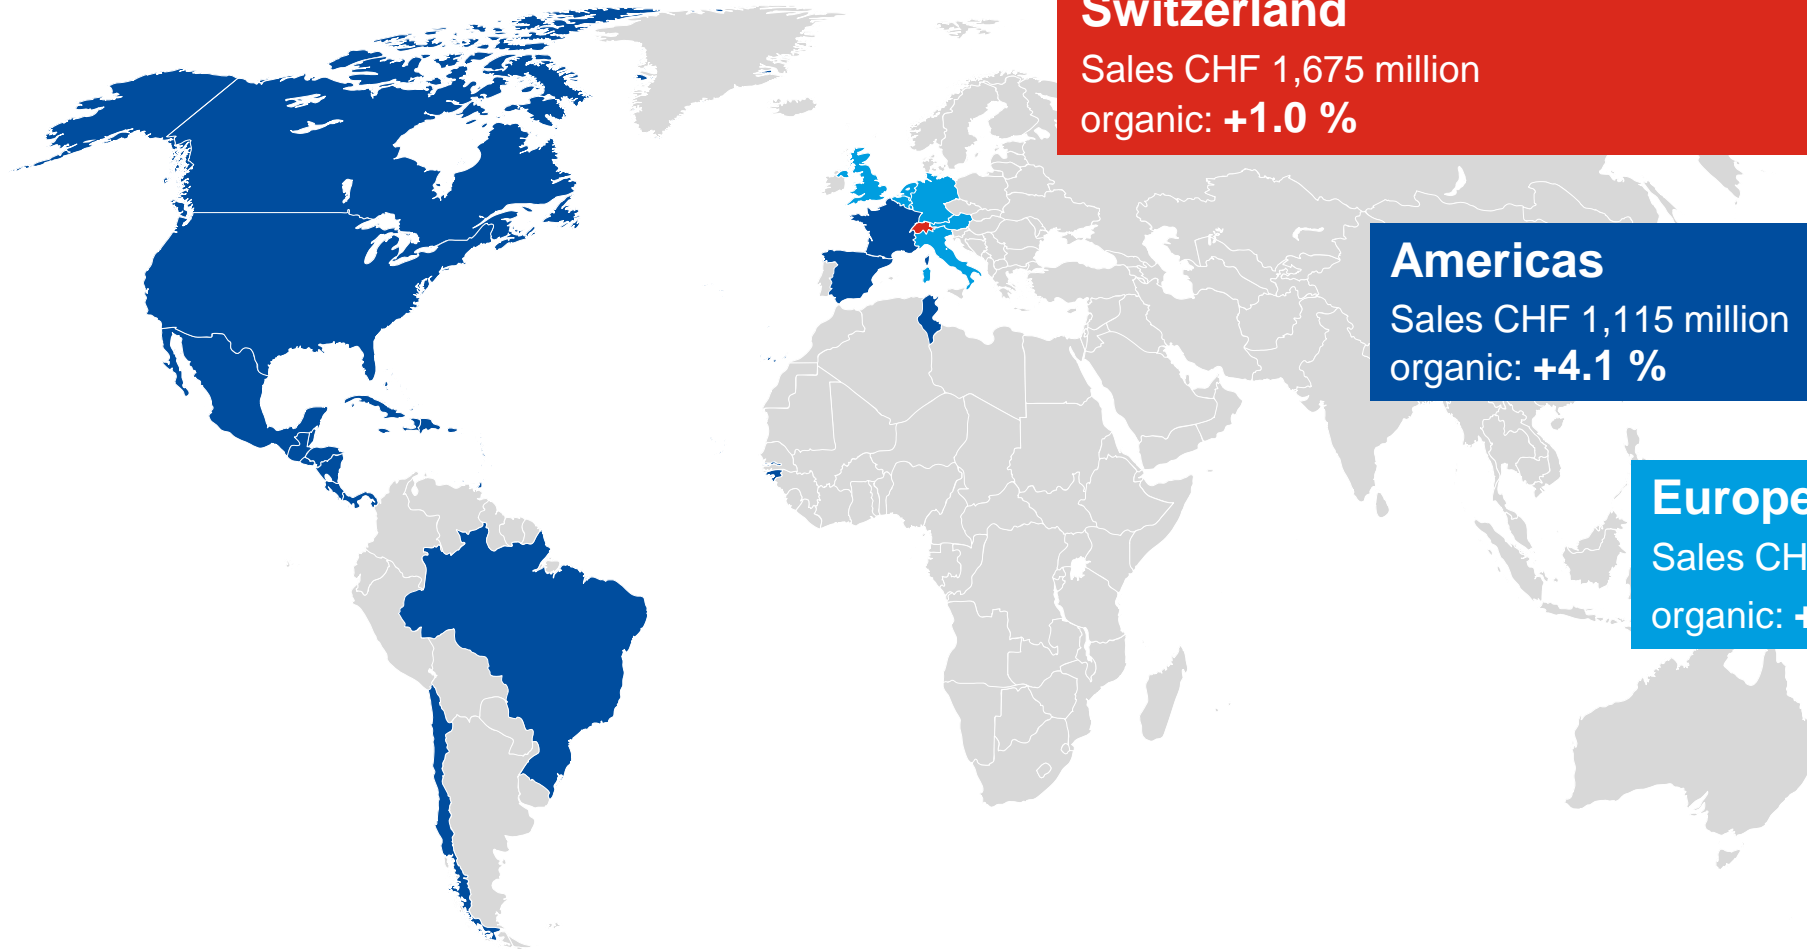 Switzerland
Sales CHF 1,675 million
organic: +1.0 %
Americas
Sales CHF 1,115 million
organic: +4.1 %
Europe
Sales CH
organic: +